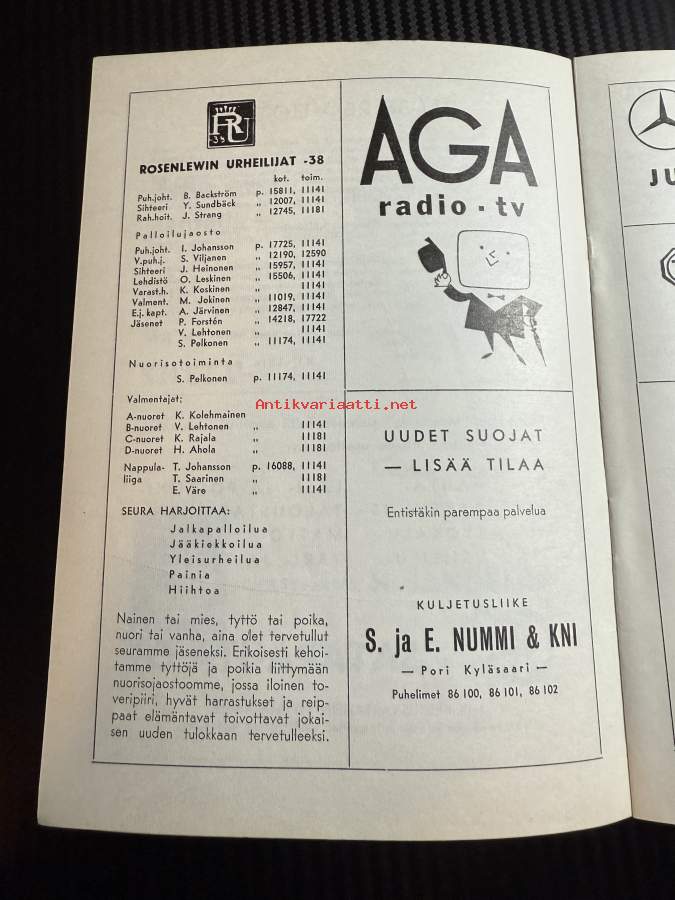 RU
38
ROSENLEWIN URHEILIJAT -38
kot. toim.
Puh.joht. B. Backström p. 15811, 11141
Sihteeri Y. Sundbäck „ 12007, 11141
Rah.hoit. J. Strang „ 12745, 11181
Palloilujaosto
Puh.joht. I. Johansson p. 17725, 11141
V.puh.j. S. Viljanen „ 12190, 12590
Sihteeri J. Heinonen „ 15957, 11141
Lehdistö O. Leskinen „ 15506, 11141
Varast.h. K. Koskinen „ 11141
Valment. M. Jokinen „ 11019, 11141
E.j. kapt. A. Järvinen „ 12847, 11141
Jäsenet P. Forstén „ 14218, 17722
V. Lehtonen „ 11141
S. Pelkonen „ 11174, 11141
Nuorisotoiminta
S. Pelkonen p. 11174, 11141
Valmentajat:
A-nuoret K. Kolehmainen
B-nuoret V. Lehtonen „ 11141
C-nuoret K. Rajala „ 11181
D-nuoret H. Ahola „ 11181
Nappula- T. Johansson p. 16088, 11141
liiga T. Saarinen „ 11181
E. Väre „ 11141
SEURA HARJOITTAA:
Jalkapalloilua
Jääkiekkoilua
Yleisurheilua
Painia
Hiihtoa
Nainen tai mies, tyttö tai poika,
nuori tai vanha, aina olet tervetullut
seuramme jäseneksi. Erikoisesti kehoi-
tamme tyttöjä ja poikia liittymään
nuorisojaostoomme, jossa iloinen to-
veripiiri, hyvät harrastukset ja reip-
paat elämäntavat toivottavat jokai-
sen uuden tulokkaan tervetulleeksi.
AGA
radio - tv
Antikvariaatti.net
UUDET SUOJAT
— LISÄÄ TILAA
Entistäkin parempaa palvelua
KULJETUSLIIKE
S. ja E. NUMMI & KNI
— Pori Kyläsaari —
Puhelimet 86 100, 86 101, 86 102
JU